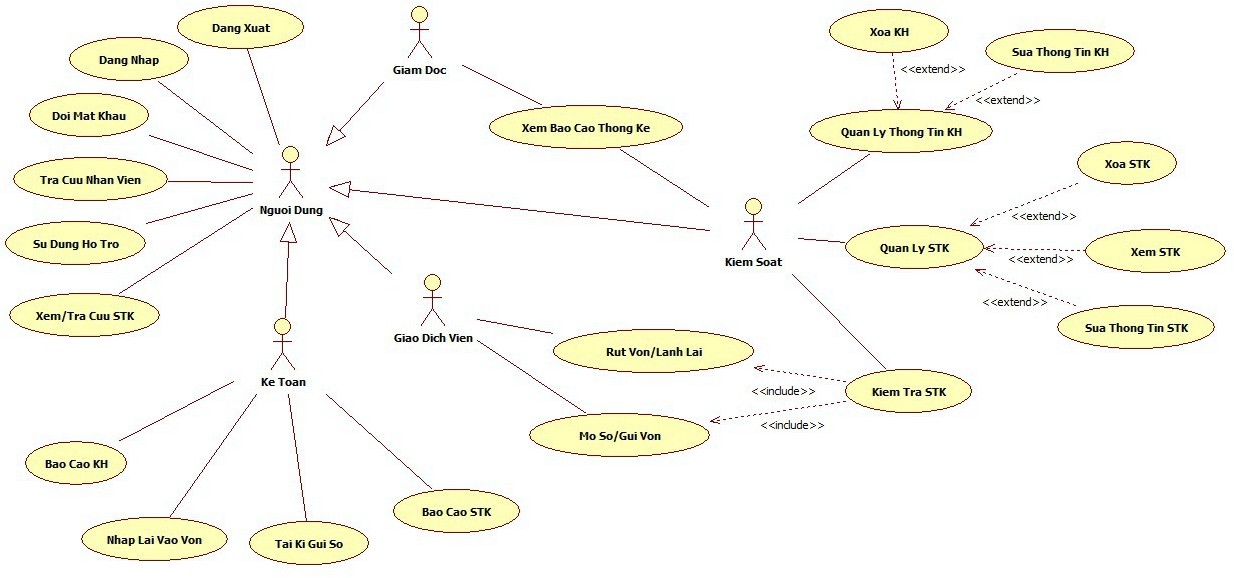 Dang Xuat
Giam Doc
Xoa KH
Sua Thong Tin KH
Dang Nhap
<<extend>>
<<extend>>
Doi Mat Khau
Xem Bao Cao Thong Ke
Quan Ly Thong Tin KH
Tra Cuu Nhan Vien
Xoa STK
Nguoi Dung
<<extend>>
Su Dung Ho Tro
Quan Ly STK
Xem STK
Kiem Soat
<<extend>>
<<extend>>
Xem/Tra Cuu STK
Sua Thong Tin STK
Giao Dich Vien
Rut Von/Lanh Lai
Ke Toan
<<include>>
Kiem Tra STK
<<include>>
Mo So/Gui Von
Bao Cao KH
Bao Cao STK
Nhap Lai Vao Von
Tai Ki Gui So